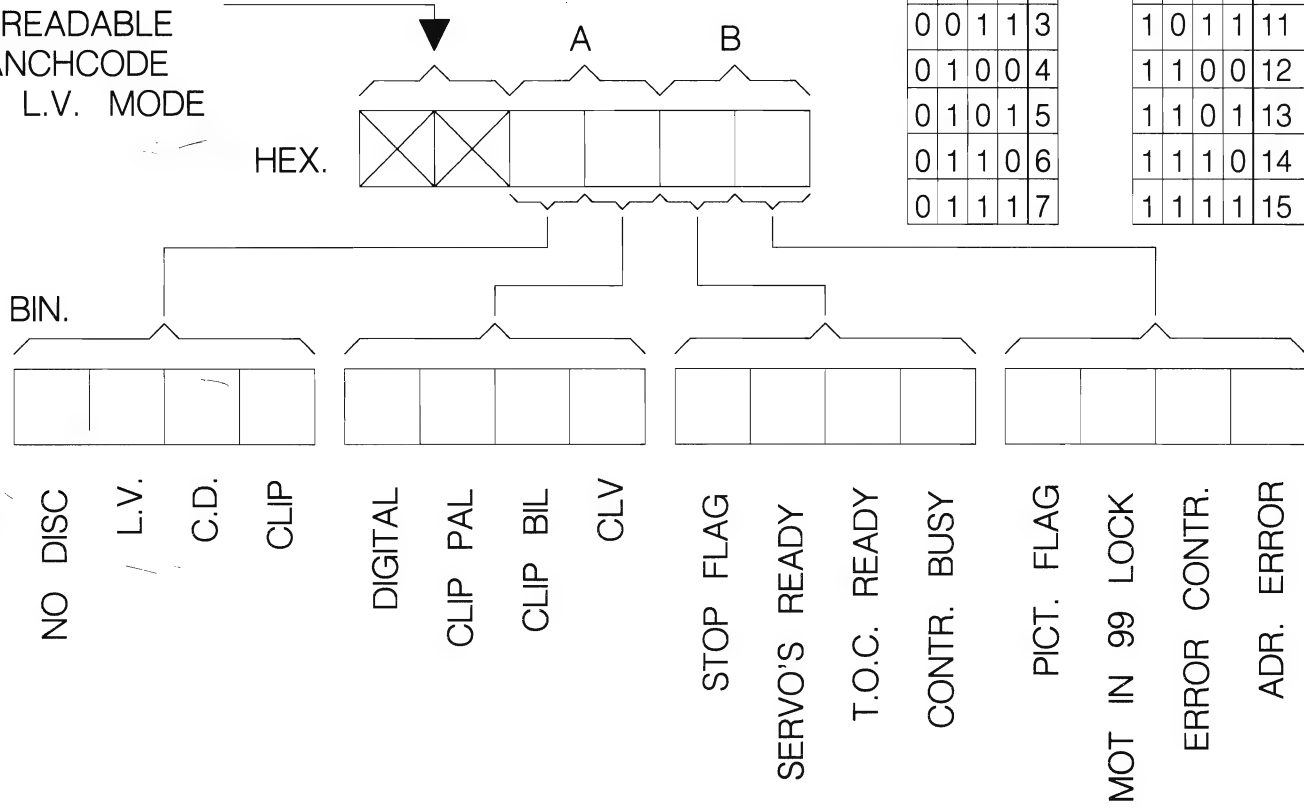 READABLE
L.V. MODE
A
B
HEX.
0 0 1 1 3
0 1 0 0 4
0 1 0 1 5
0 1 1 0 6
0 1 1 1 7
1 0 1 1 11
1 1 0 0 12
1 1 0 1 13
1 1 1 0 14
1 1 1 1 15
BIN.
NO DISC
L.V.
C.D.
CLIP
DIGITAL
CLIP PAL
CLIP BIL
CLV
STOP FLAG
SERVO'S READY
T.O.C. READY
CONTR. BUSY
PICT. FLAG
MOT IN 99 LOCK
ERROR CONTR.
ADR. ERROR